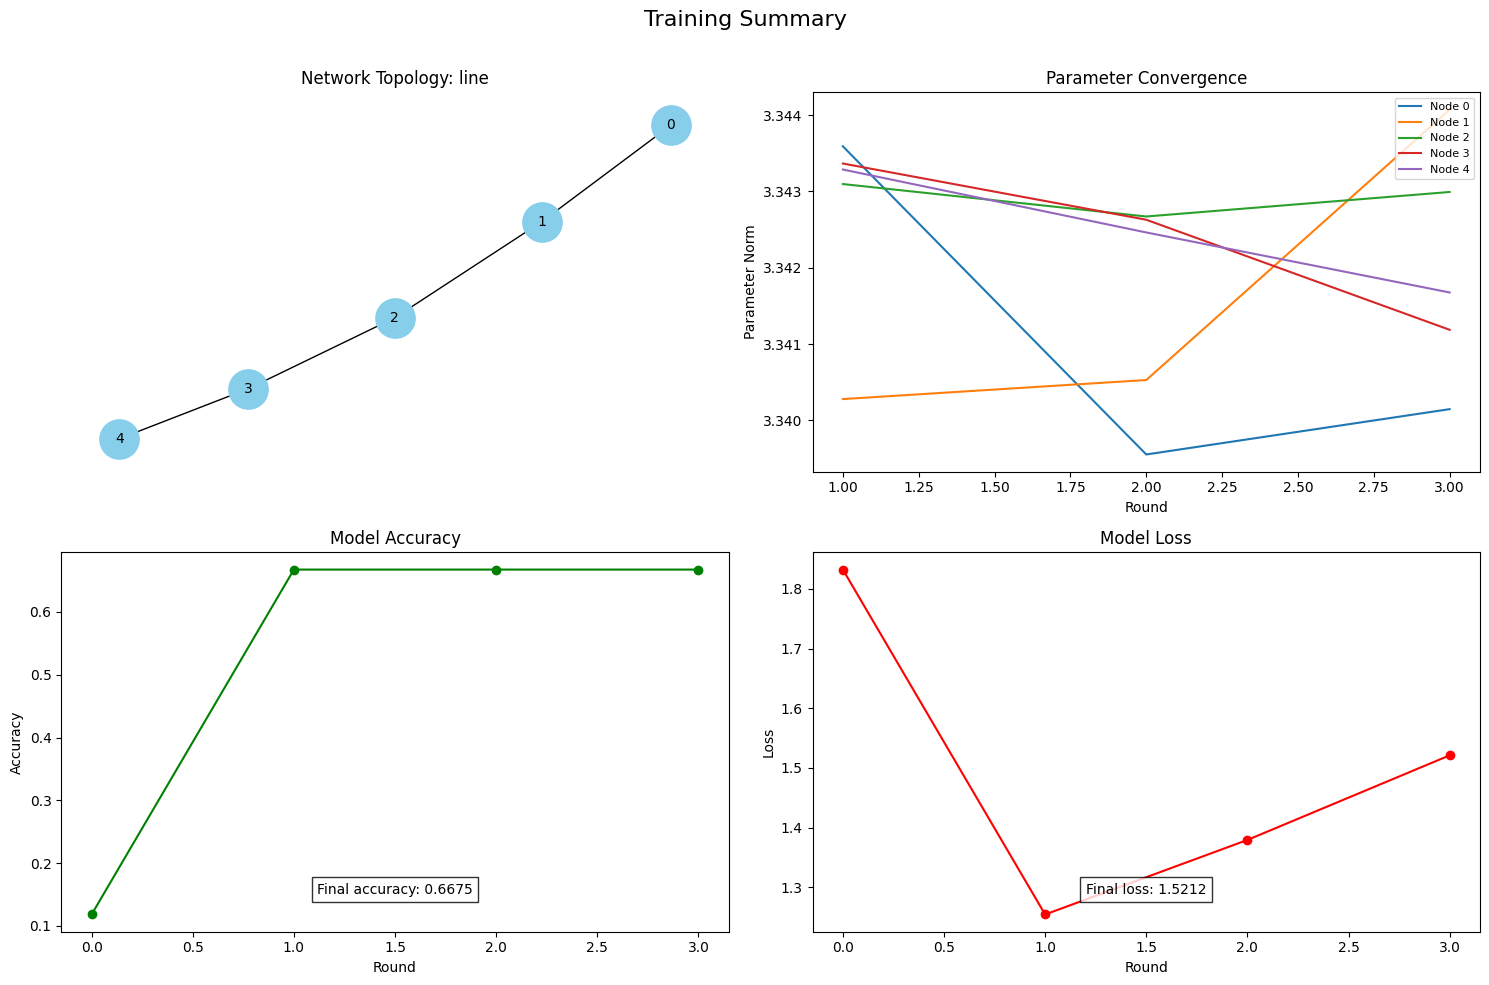 Training Summary
Network Topology: line
0
1
2
3
4
Parameter Convergence
Node 0
Node 1
Node 2
Node 3
Node 4
3.344
3.343
3.342
3.341
3.340
Parameter Norm
1.00 1.25 1.50 1.75 2.00 2.25 2.50 2.75 3.00
Round
Model Accuracy
0.6
0.5
0.4
0.3
0.2
0.1
Accuracy
Final accuracy: 0.6675
0.0 0.5 1.0 1.5 2.0 2.5 3.0
Round
Model Loss
1.8
1.7
1.6
1.5
1.4
1.3
Loss
Final loss: 1.5212
0.0 0.5 1.0 1.5 2.0 2.5 3.0
Round